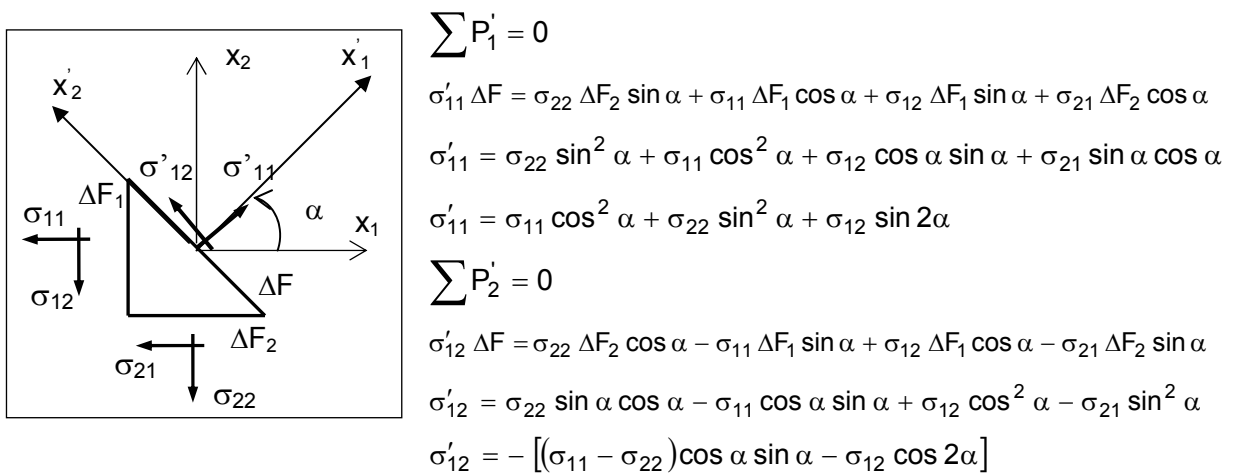 x₂
x'₁
x'₂
σ'₁₂
σ'₁₁
ΔF₁
σ₁₁
α
x₁
σ₁₂
ΔF
ΔF₂
σ₂₁
σ₂₂
∑P'₁ = 0
σ'₁₁ ΔF = σ₂₂ ΔF₂ sin α + σ₁₁ ΔF₁ cos α + σ₁₂ ΔF₁ sin α + σ₂₁ ΔF₂ cos α
σ'₁₁ = σ₂₂ sin² α + σ₁₁ cos² α + σ₁₂ cos α sin α + σ₂₁ sin α cos α
σ'₁₁ = σ₁₁ cos² α + σ₂₂ sin² α + σ₁₂ sin 2α
∑P'₂ = 0
σ'₁₂ ΔF = σ₂₂ ΔF₂ cos α − σ₁₁ ΔF₁ sin α + σ₁₂ ΔF₁ cos α − σ₂₁ ΔF₂ sin α
σ'₁₂ = σ₂₂ sin α cos α − σ₁₁ cos α sin α + σ₁₂ cos² α − σ₂₁ sin² α
σ'₁₂ = − [(σ₁₁ − σ₂₂)cos α sin α − σ₁₂ cos 2α]